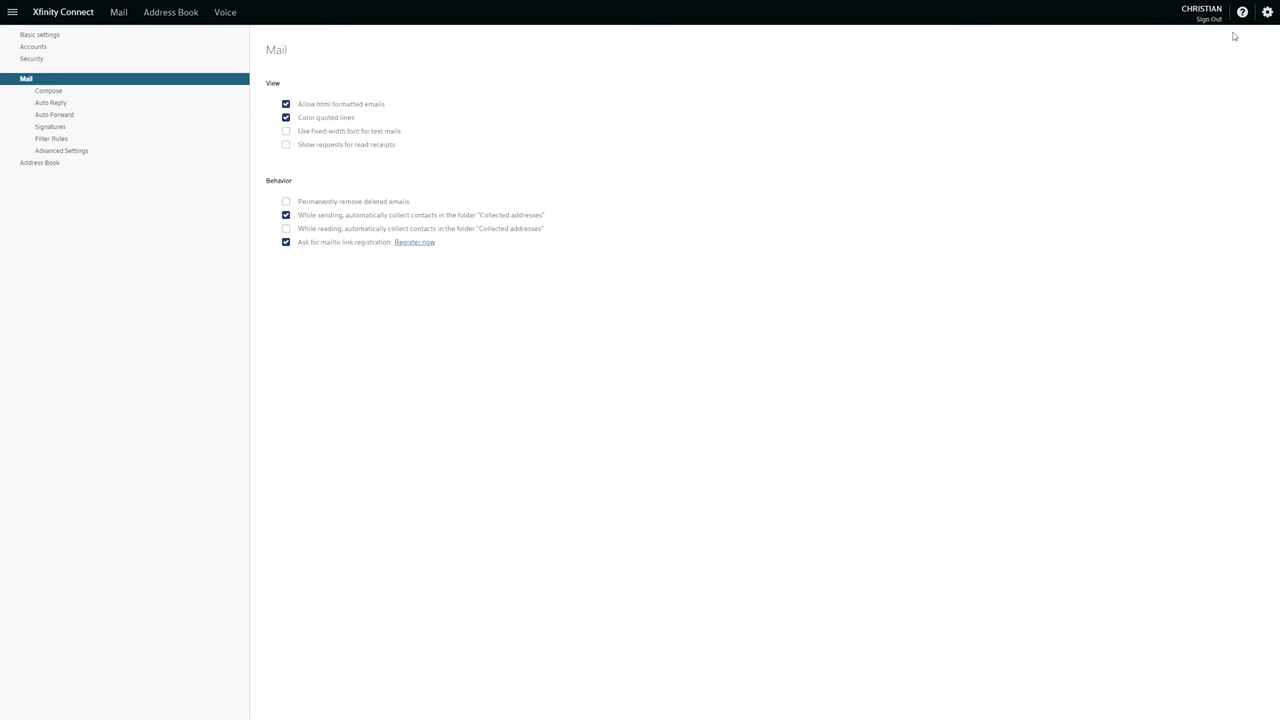 Xfinity Connect Mail Address Book Voice
CHRISTIAN
Sign Out
Basic settings
Accounts
Security
Mail
Compose
Auto Reply
Auto Forward
Signatures
Filter Rules
Advanced Settings
Address Book
Mail
View
Allow html formatted emails
Color quoted lines
Use fixed-width font for text mails
Show requests for read receipts
Behavior
Permanently remove deleted emails
While sending, automatically collect contacts in the folder "Collected addresses"
While reading, automatically collect contacts in the folder "Collected addresses"
Ask for mailto link registration Register now